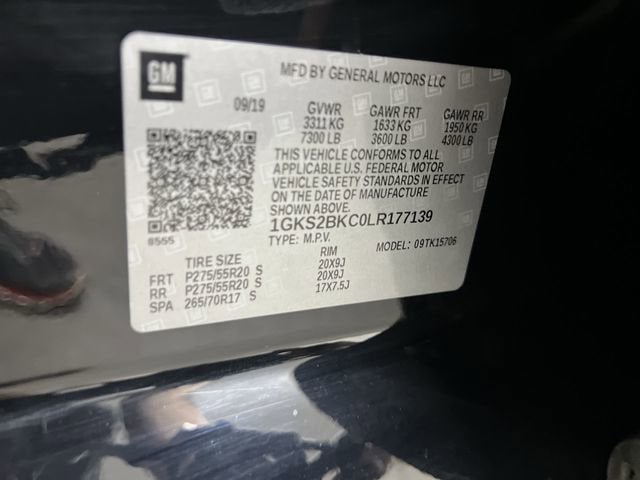 GM
MFD BY GENERAL MOTORS LLC
09/19 GVWR GAWR FRT GAWR RR
3311 KG 1633 KG 1950 KG
7300 LB 3600 LB 4300 LB
THIS VEHICLE CONFORMS TO ALL
APPLICABLE U.S. FEDERAL MOTOR
VEHICLE SAFETY STANDARDS IN EFFECT
ON THE DATE OF MANUFACTURE
SHOWN ABOVE.
1GKS2BKC0LR177139
8555 TYPE: M.P.V. MODEL: 09TK15706
TIRE SIZE RIM
FRT P275/55R20 S 20X9J
RR P275/55R20 S 20X9J
SPA 265/70R17 S 17X7.5J